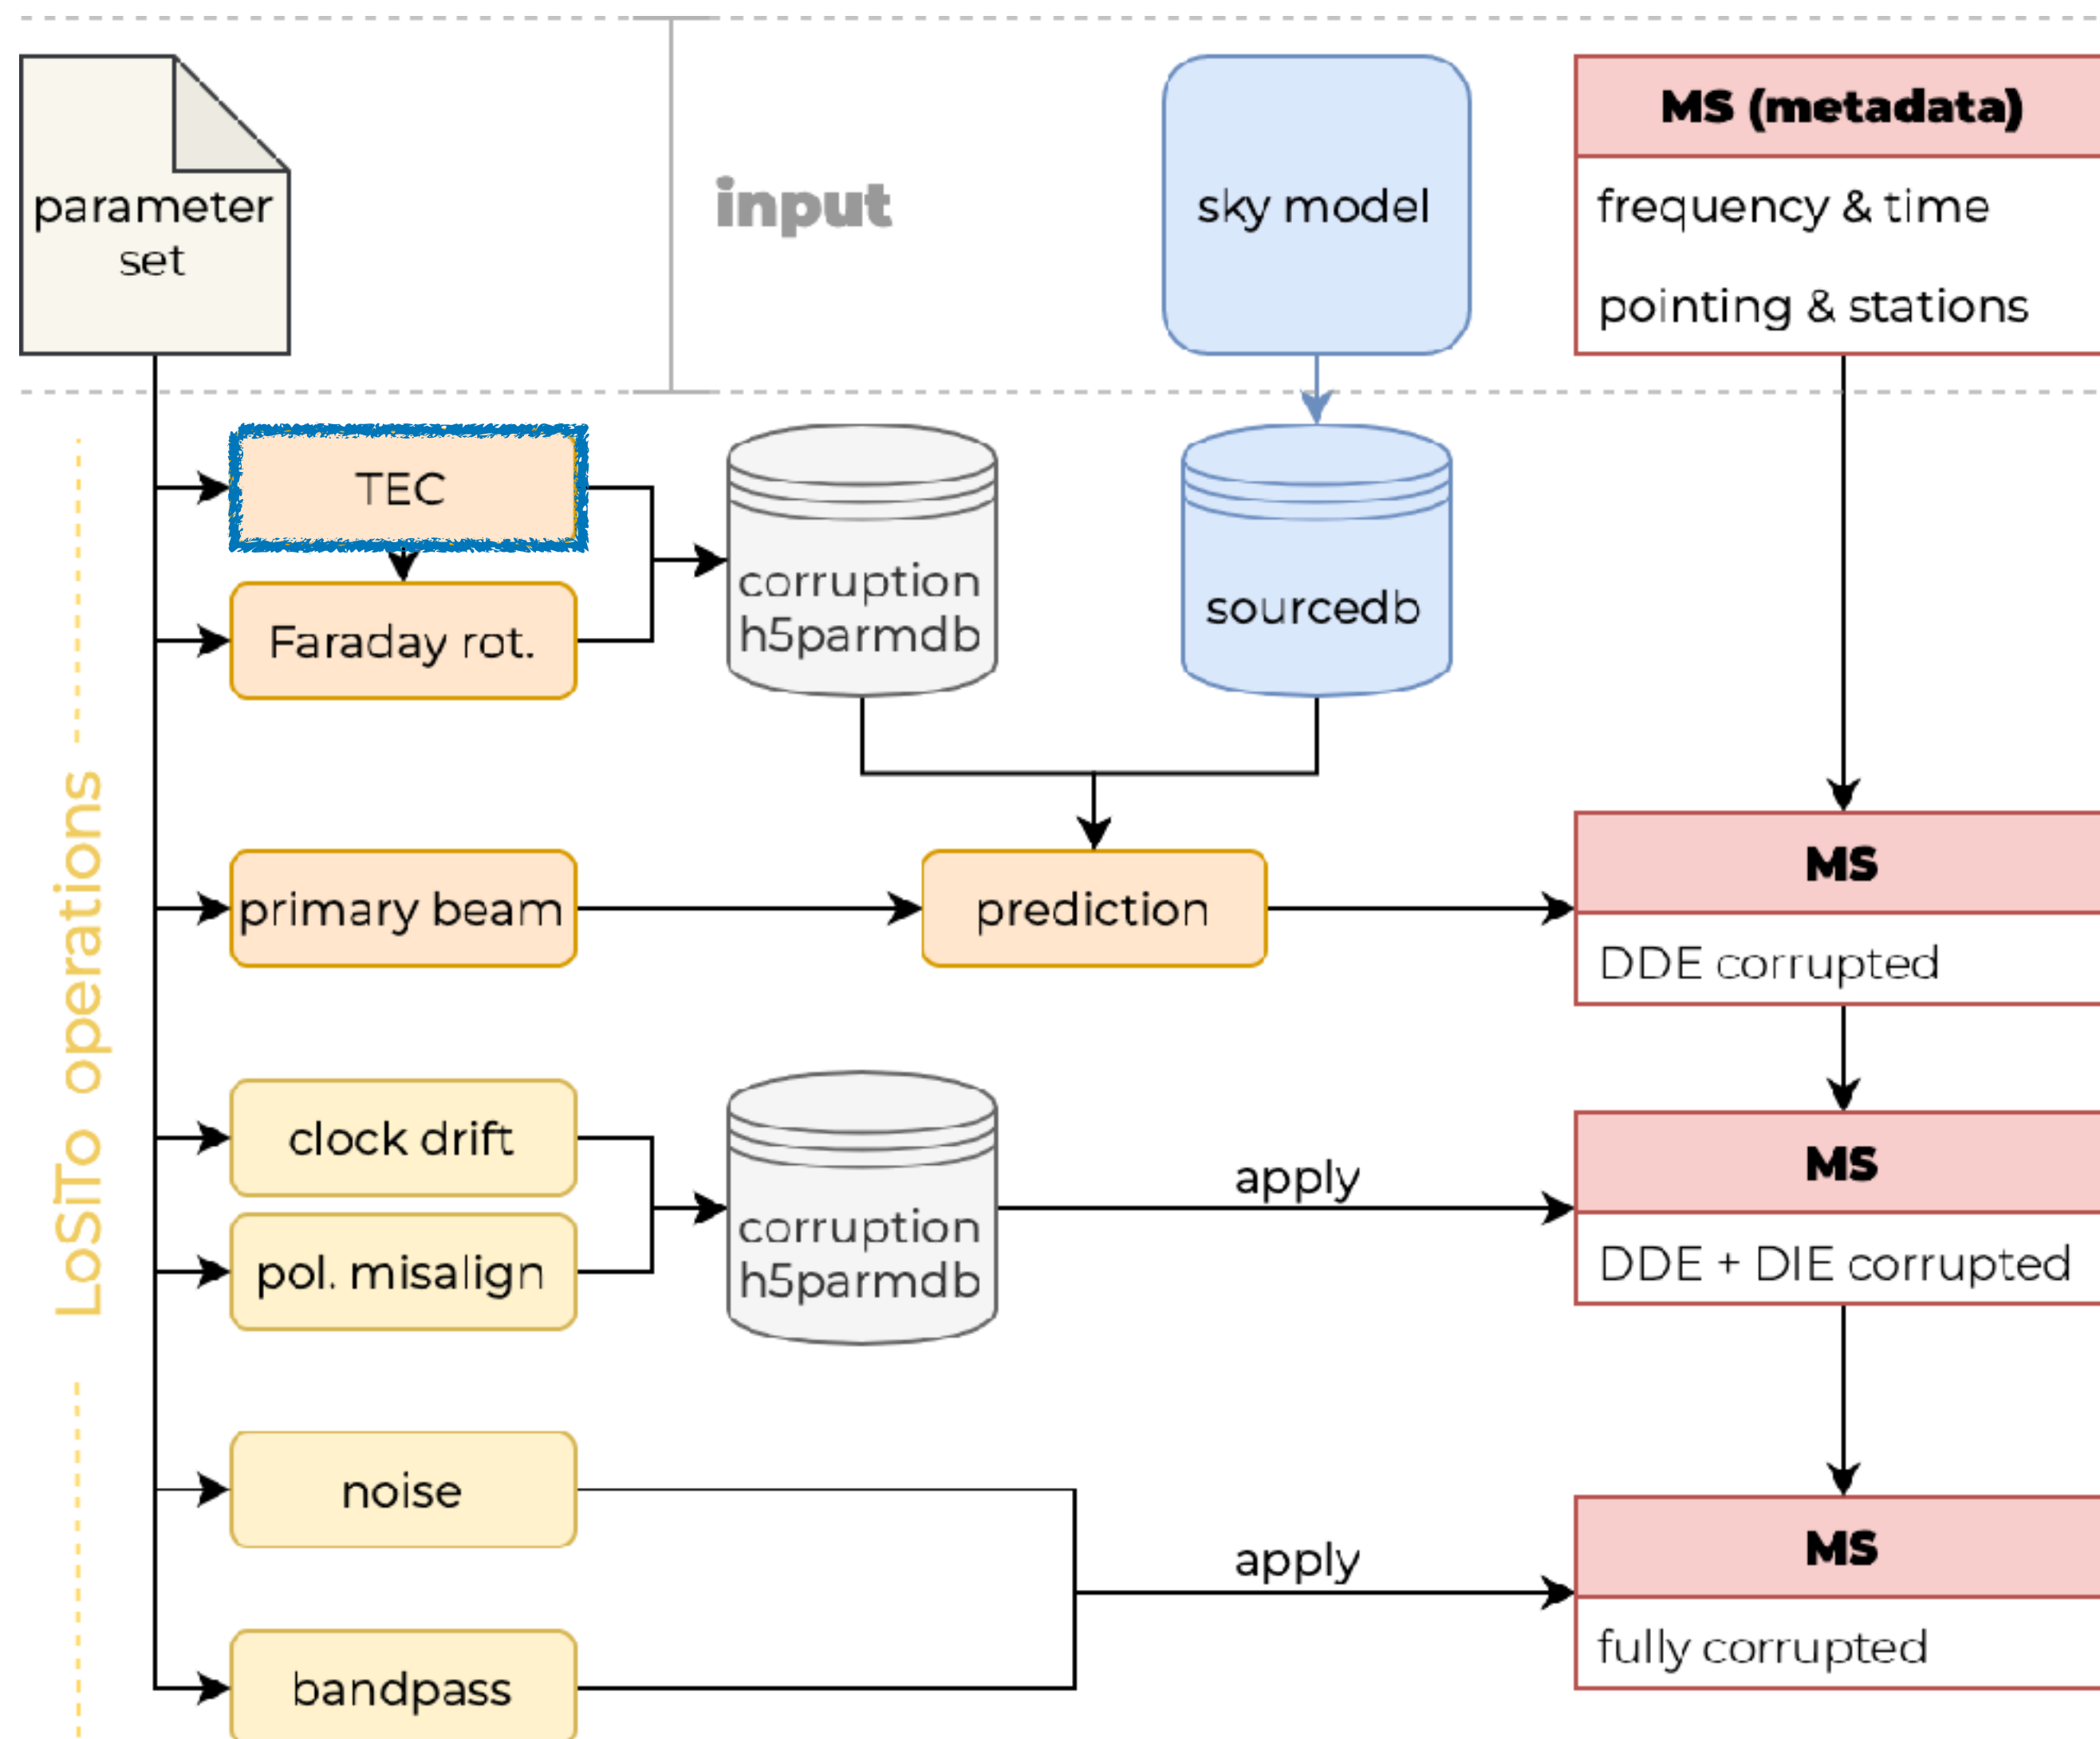 parameter
set
input
sky model
MS (metadata)
frequency & time
pointing & stations
LoSiTo operations
TEC
Faraday rot.
corruption
h5parmdb
sourcedb
primary beam
prediction
MS
DDE corrupted
clock drift
pol. misalign
corruption
h5parmdb
apply
MS
DDE + DIE corrupted
noise
bandpass
apply
MS
fully corrupted